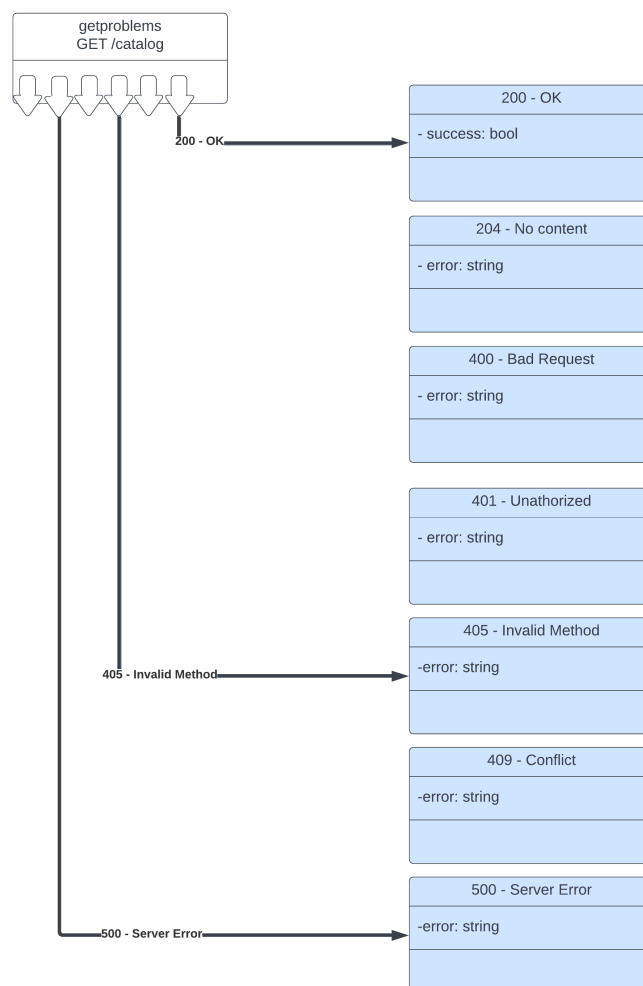 getproblems
GET /catalog
200 - OK
- success: bool
200 - OK
204 - No content
- error: string
400 - Bad Request
- error: string
401 - Unathorized
- error: string
405 - Invalid Method
-error: string
405 - Invalid Method
409 - Conflict
-error: string
500 - Server Error
-error: string
500 - Server Error